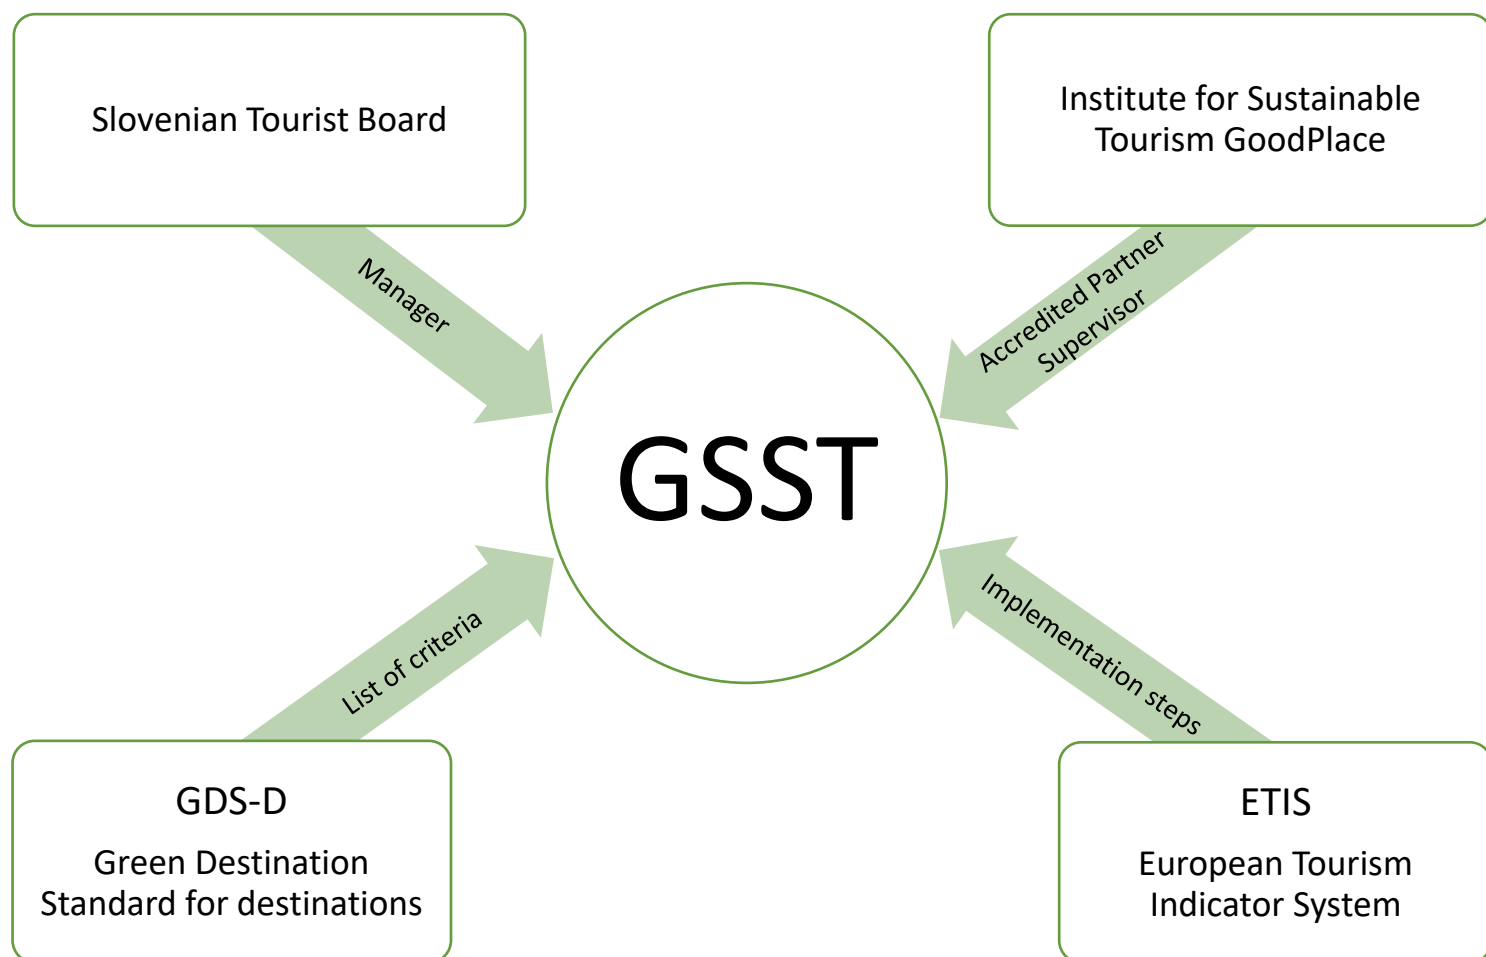 Slovenian Tourist Board
Institute for Sustainable
Tourism GoodPlace
Manager
Accredited Partner
Supervisor
GSST
List of criteria
Implementation steps
GDS-D
Green Destination
Standard for destinations
ETIS
European Tourism
Indicator System